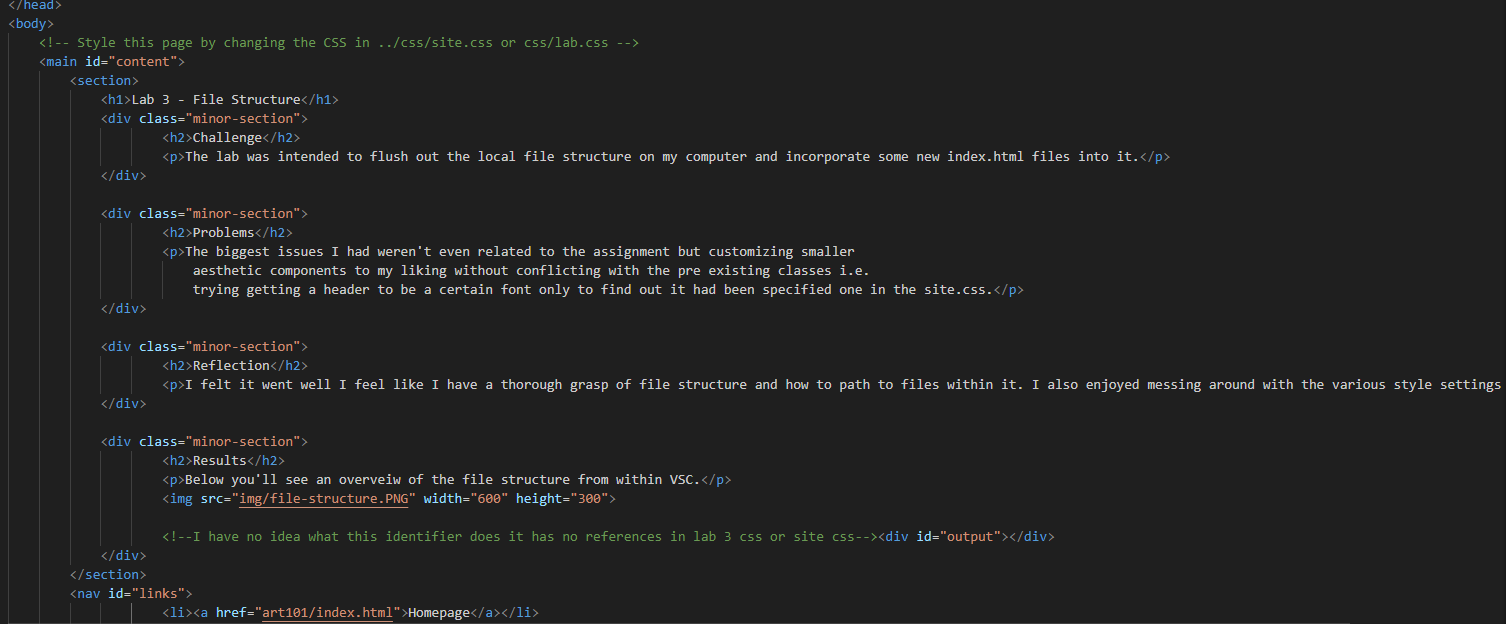 </head>
<body>
<!-- Style this page by changing the CSS in ../css/site.css or css/lab.css -->
<main id="content">
<section>
<h1>Lab 3 - File Structure</h1>
<div class="minor-section">
<h2>Challenge</h2>
<p>The lab was intended to flush out the local file structure on my computer and incorporate some new index.html files into it.</p>
</div>
<div class="minor-section">
<h2>Problems</h2>
<p>The biggest issues I had weren't even related to the assignment but customizing smaller
aesthetic components to my liking without conflicting with the pre existing classes i.e.
trying getting a header to be a certain font only to find out it had been specified one in the site.css.</p>
</div>
<div class="minor-section">
<h2>Reflection</h2>
<p>I felt it went well I feel like I have a thorough grasp of file structure and how to path to files within it. I also enjoyed messing around with the various style settings
</div>
<div class="minor-section">
<h2>Results</h2>
<p>Below you'll see an overveiw of the file structure from within VSC.</p>
<img src="img/file-structure.PNG" width="600" height="300">
<!--I have no idea what this identifier does it has no references in lab 3 css or site css--><div id="output"></div>
</div>
</section>
<nav id="links">
<li><a href="art101/index.html">Homepage</a></li>